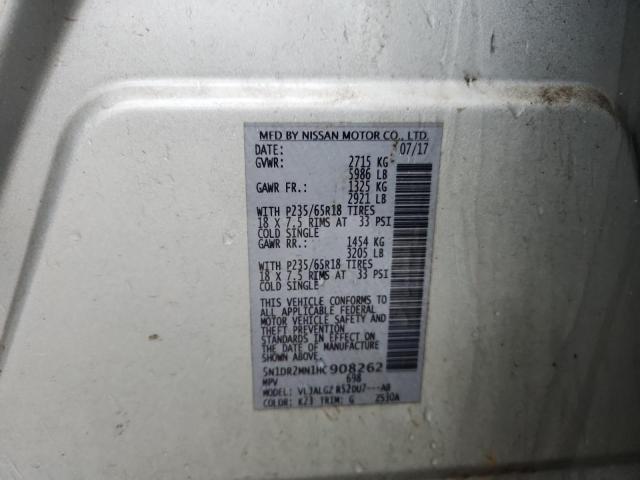 MFD BY NISSAN MOTOR CO., LTD.
DATE: 07/17
GVWR: 2715 KG
5986 LB
GAWR FR.: 1325 KG
2921 LB
WITH P235/65R18 TIRES
18 X 7.5 RIMS AT 33 PSI
COLD SINGLE
GAWR RR.: 1454 KG
3205 LB
WITH P235/65R18 TIRES
18 X 7.5 RIMS AT 33 PSI
COLD SINGLE
THIS VEHICLE CONFORMS TO
ALL APPLICABLE FEDERAL
MOTOR VEHICLE SAFETY AND
THEFT PREVENTION
STANDARDS IN EFFECT ON
THE DATE OF MANUFACTURE
SHOWN ABOVE.
5N1DR2MN1HC908262
MPV 698
MODEL:
COLOR: K23 TRIM: G